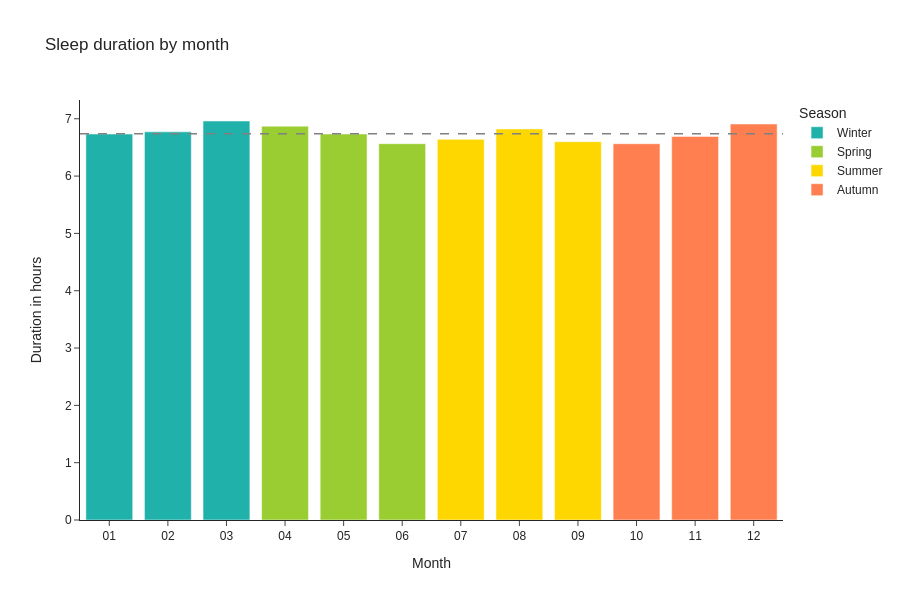 Sleep duration by month
Season
Winter
Spring
Summer
Autumn
Duration in hours
7
6
5
4
3
2
1
0
01 02 03 04 05 06 07 08 09 10 11 12
Month